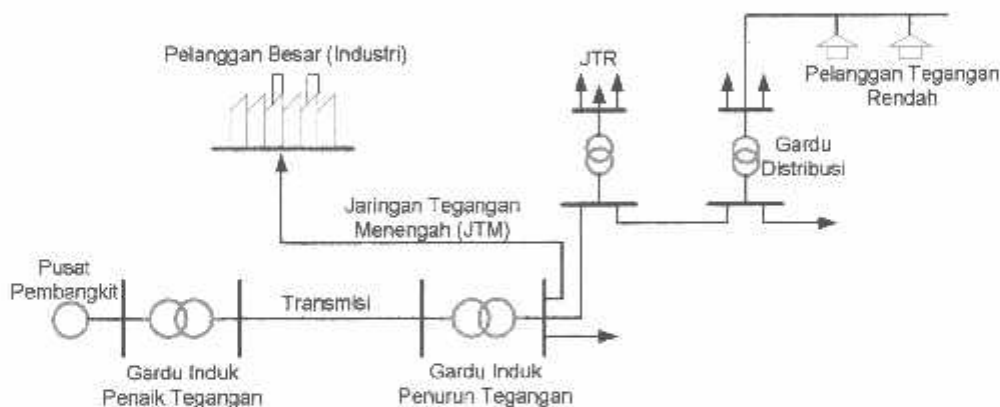 Pelanggan Besar (Industri)
JTR
Pelanggan Tegangan
Rendah
Gardu
Distribusi
Jaringan Tegangan
Menengah (JTM)
Pusat
Pembangkit
Transmisi
Gardu Induk
Penaik Tegangan
Gardu Induk
Penurun Tegangan